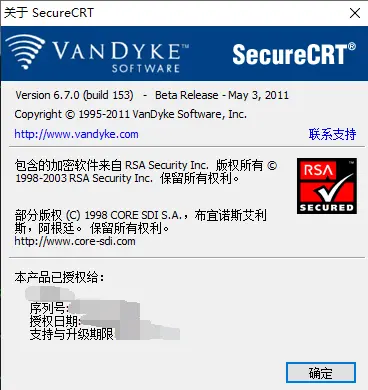 关于 SecureCRT
VANDYKE®
SOFTWARE
SecureCRT®
Version 6.7.0 (build 153) - Beta Release - May 3, 2011
Copyright © 1995-2011 VanDyke Software, Inc.
http://www.vandyke.com
联系支持
包含的加密软件来自 RSA Security Inc. 版权所有 ©
1998-2003 RSA Security Inc. 保留所有权利。
RSA
SECURED
部分版权 (C) 1998 CORE SDI S.A.，布宜诺斯艾利
斯，阿根廷。 保留所有权利。
http://www.core-sdi.com
本产品已授权给:
序列号:
授权日期:
支持与升级期限
确定